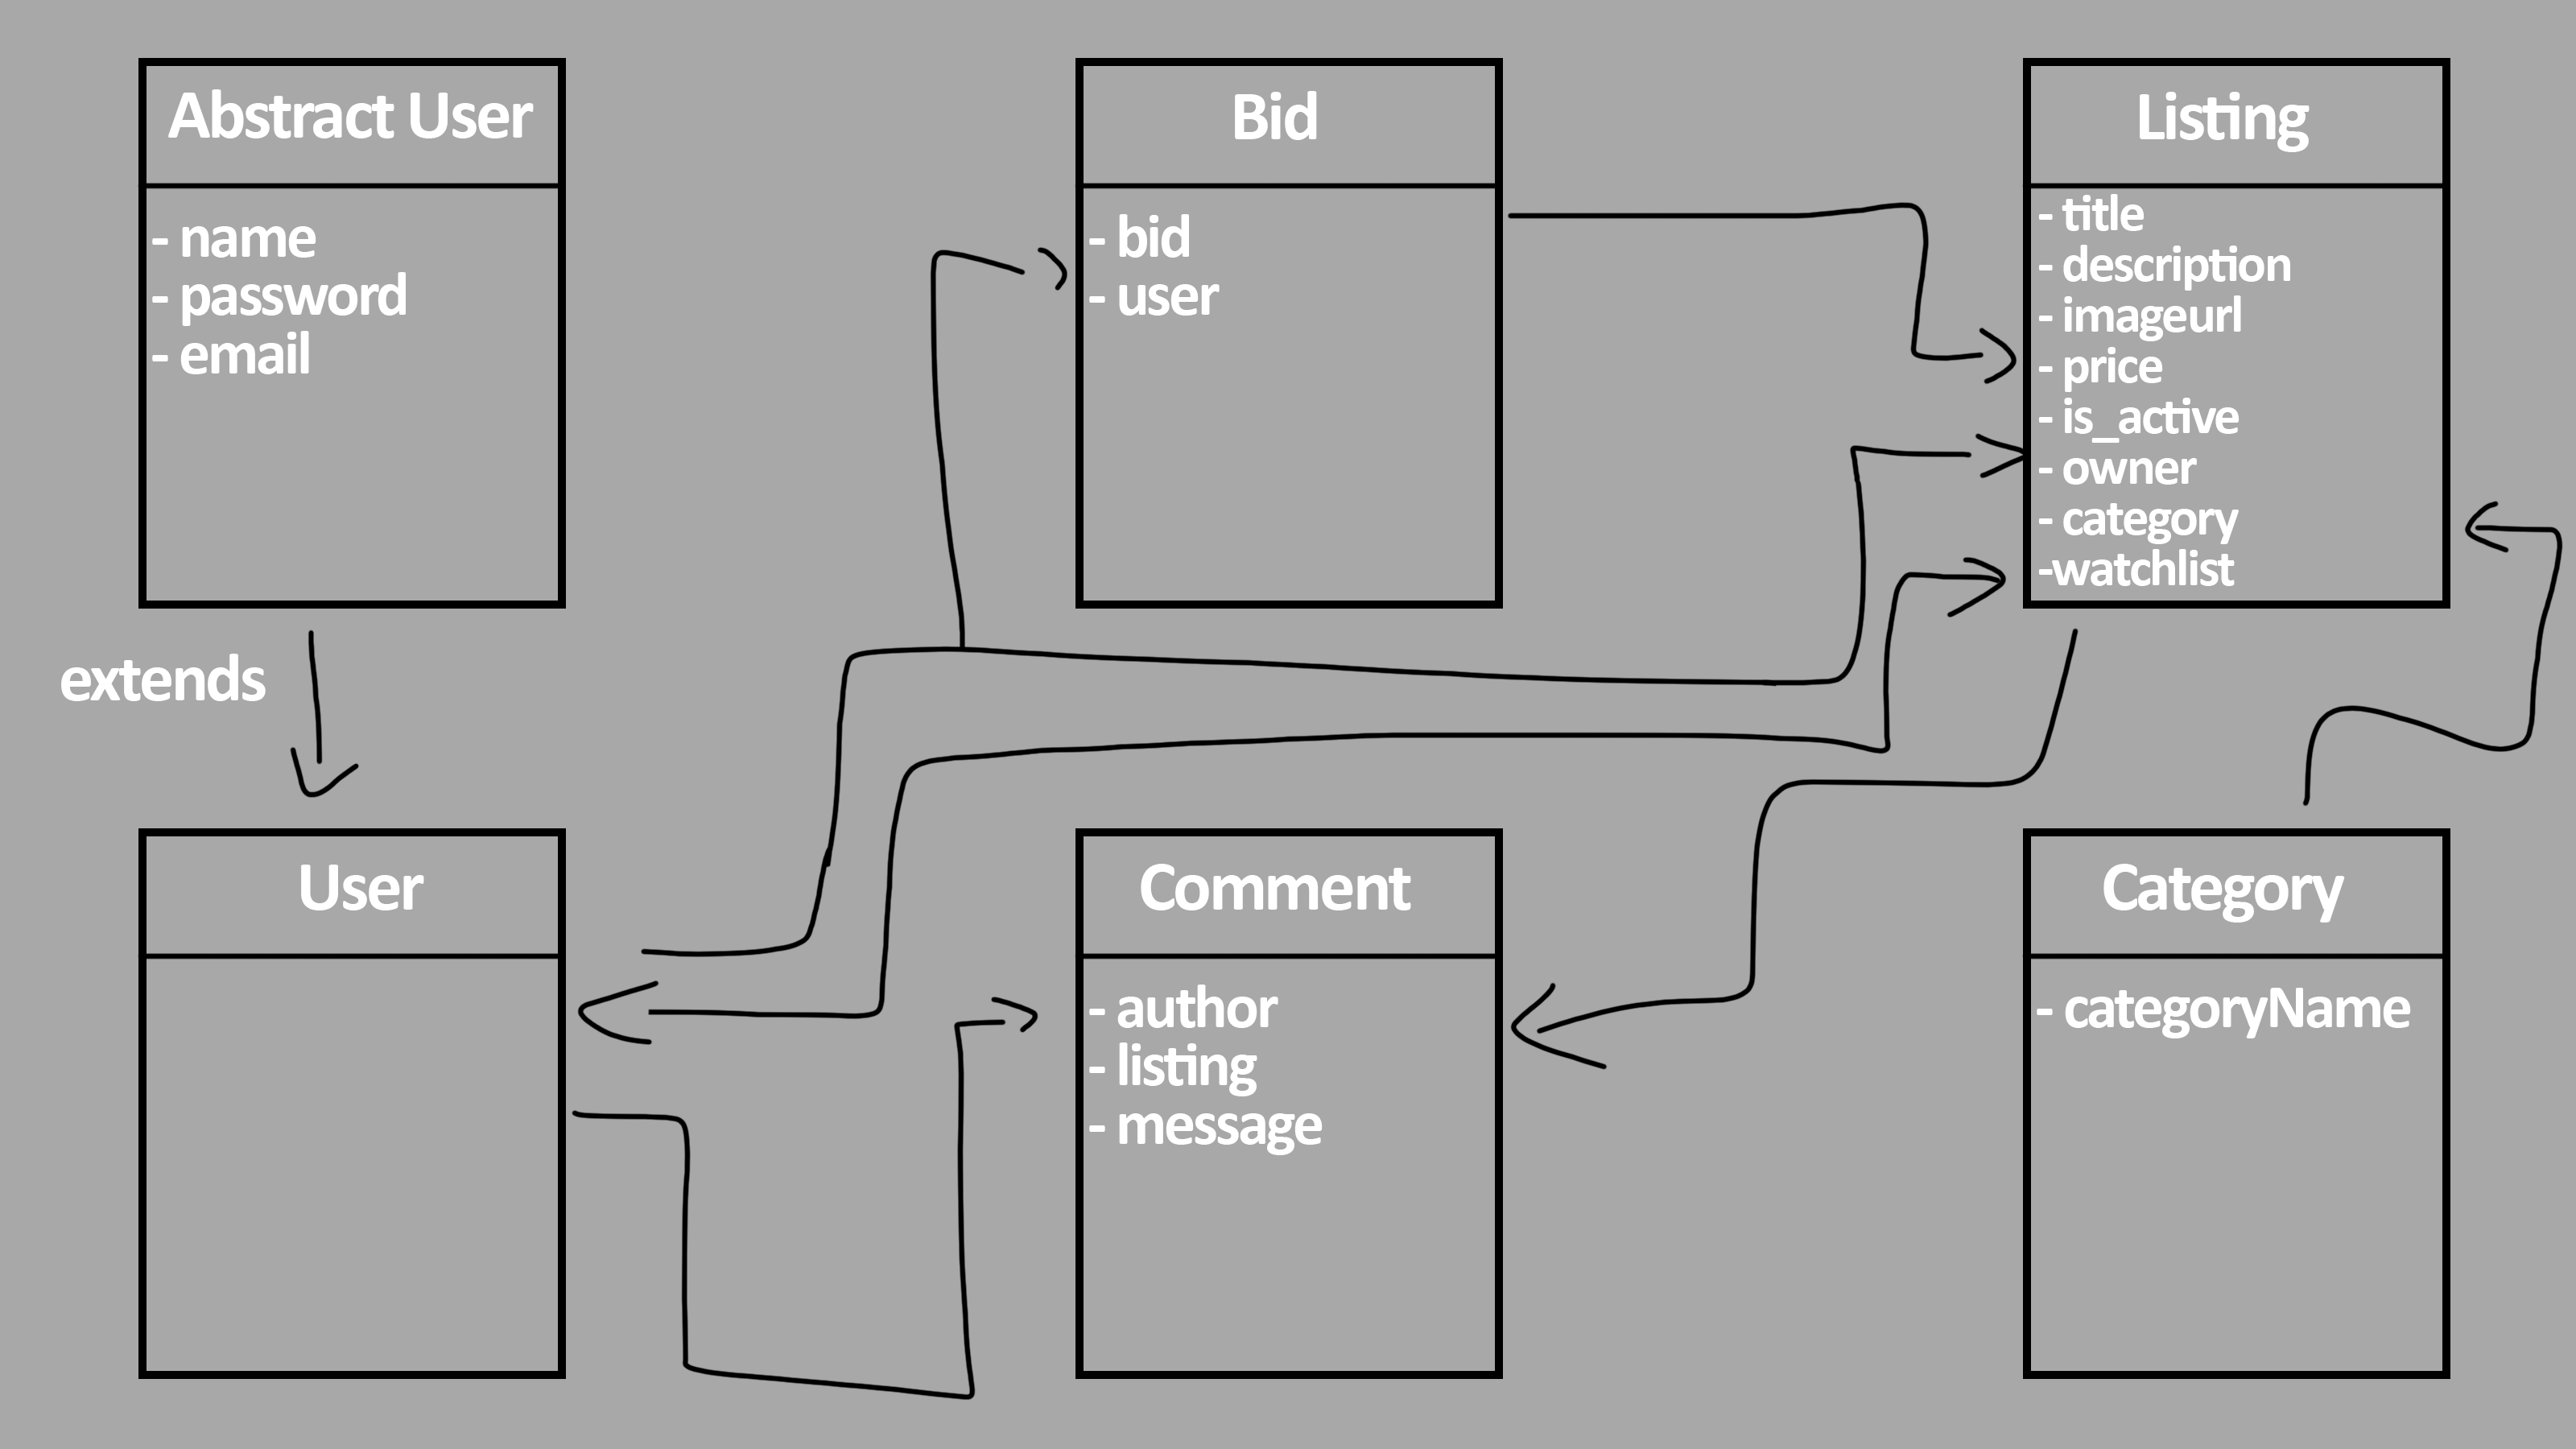 Abstract User
- name
- password
- email
Bid
- bid
- user
Listing
- title
- description
- imageurl
- price
- is_active
- owner
- category
-watchlist
extends
User
Comment
- author
- listing
- message
Category
- categoryName